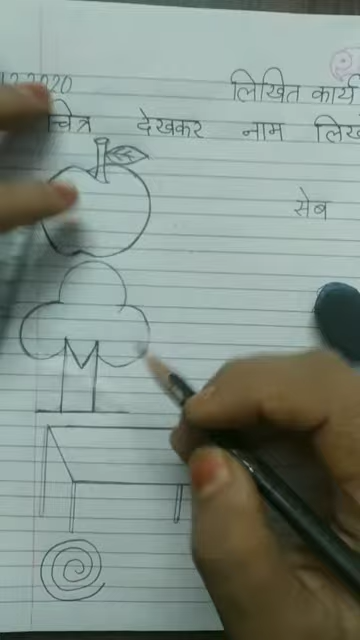 2020 लिखित कार्य
चित्र देखकर नाम
सेब